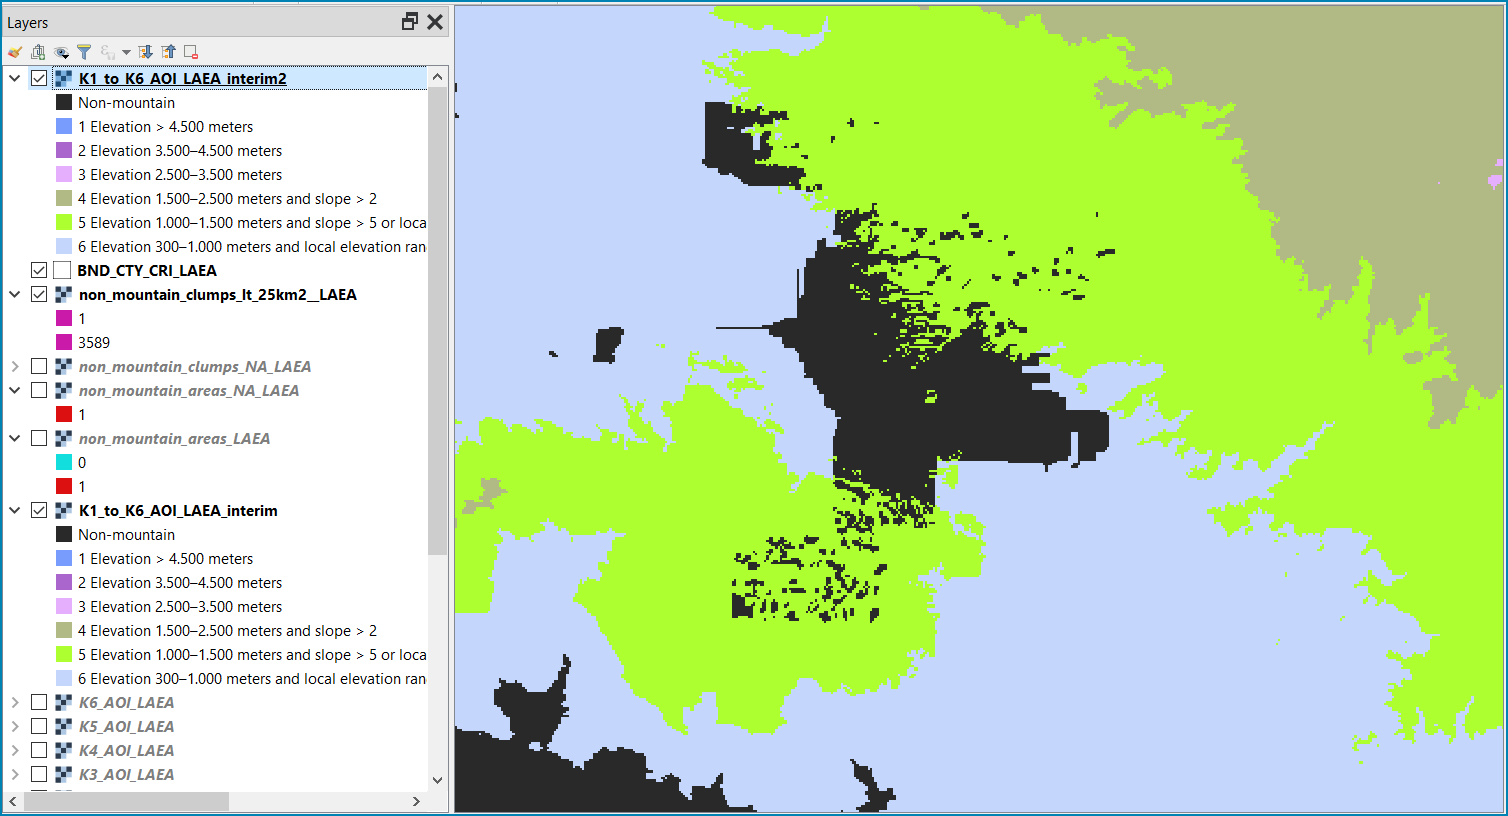 Layers
K1_to_K6_AOI_LAEA_interim2
Non-mountain
1 Elevation > 4.500 meters
2 Elevation 3.500–4.500 meters
3 Elevation 2.500–3.500 meters
4 Elevation 1.500–2.500 meters and slope > 2
5 Elevation 1.000–1.500 meters and slope > 5 or loca
6 Elevation 300–1.000 meters and local elevation ran
BND_CTY_CRI_LAEA
non_mountain_clumps_lt_25km2__LAEA
1
3589
non_mountain_clumps_NA_LAEA
non_mountain_areas_NA_LAEA
1
non_mountain_areas_LAEA
0
1
K1_to_K6_AOI_LAEA_interim
Non-mountain
1 Elevation > 4.500 meters
2 Elevation 3.500–4.500 meters
3 Elevation 2.500–3.500 meters
4 Elevation 1.500–2.500 meters and slope > 2
5 Elevation 1.000–1.500 meters and slope > 5 or loca
6 Elevation 300–1.000 meters and local elevation ran
K6_AOI_LAEA
K5_AOI_LAEA
K4_AOI_LAEA
K3_AOI_LAEA